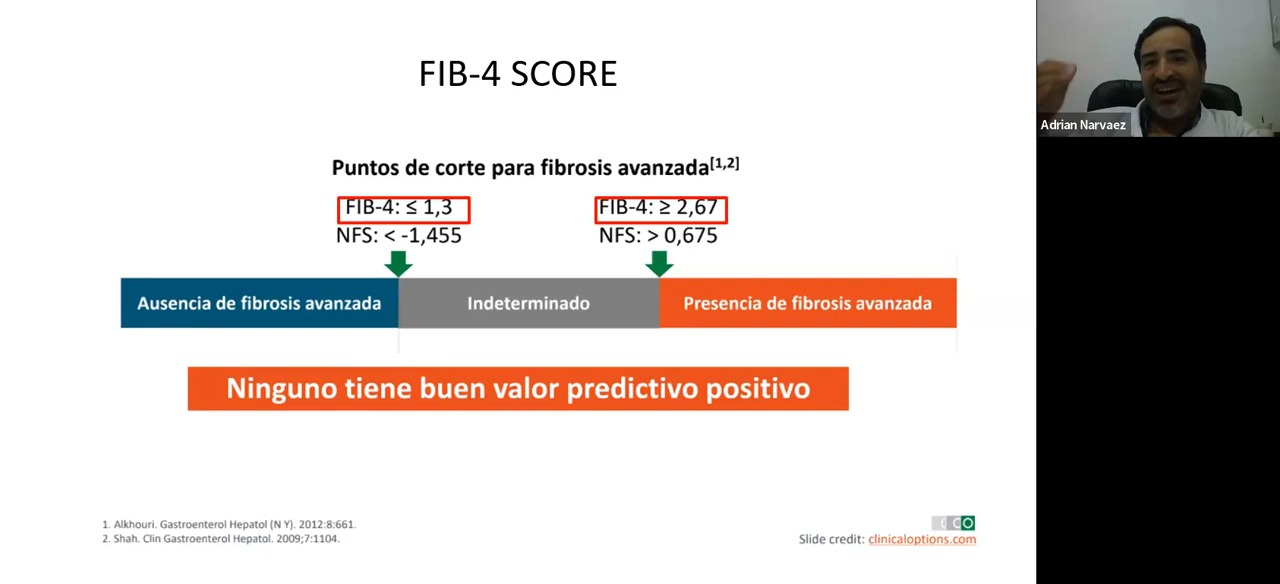 FIB-4 SCORE
Adrian Narvaez
Puntos de corte para fibrosis avanzada[1,2]
FIB-4: ≤ 1,3
FIB-4: ≥ 2,67
NFS: < -1,455
NFS: > 0,675
Ausencia de fibrosis avanzada
Indeterminado
Presencia de fibrosis avanzada
Ninguno tiene buen valor predictivo positivo
1. Alkhouri. Gastroenterol Hepatol (N Y). 2012:8:661.
2. Shah. Clin Gastroenterol Hepatol. 2009;7:1104.
CCO
Slide credit: clinicaloptions.com